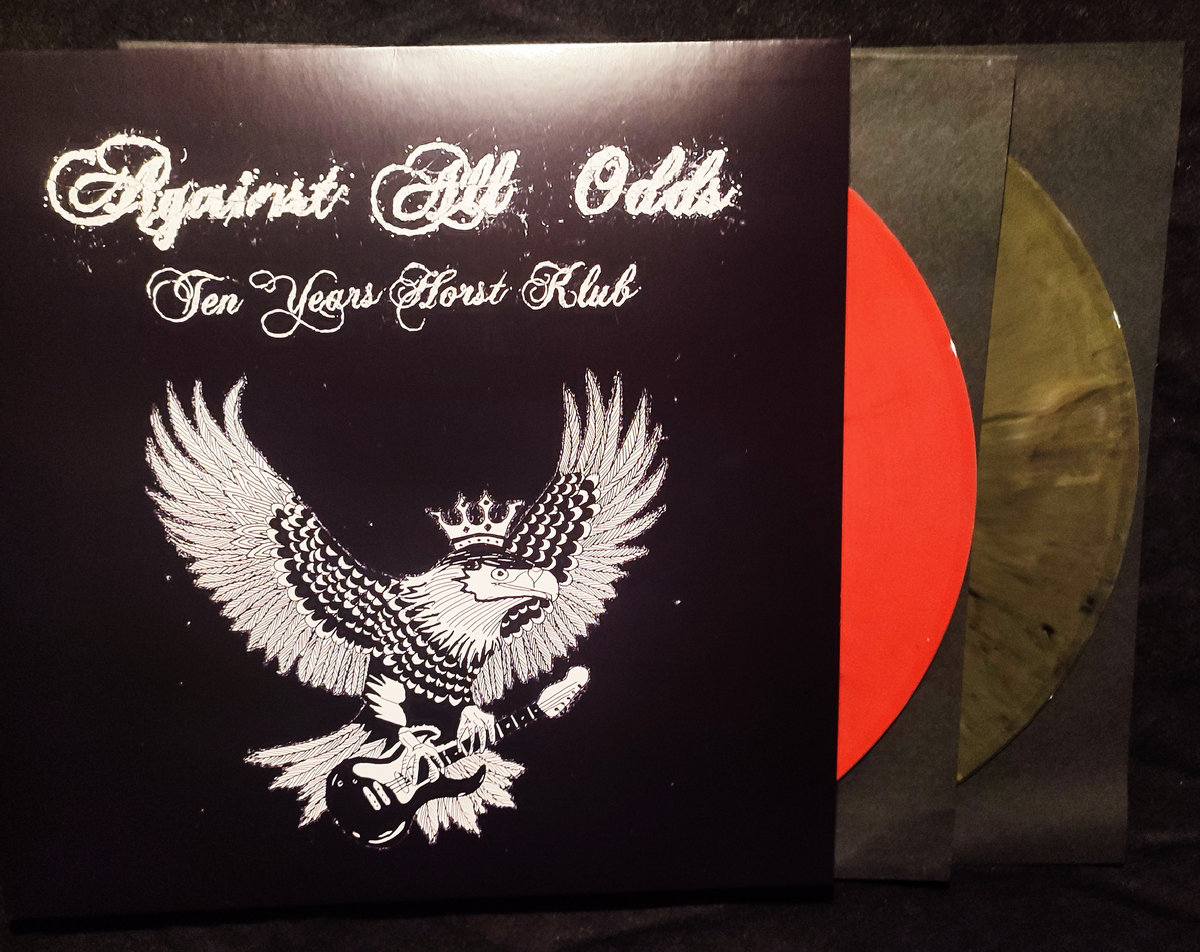 Against All Odds
Ten Years Horst Klub